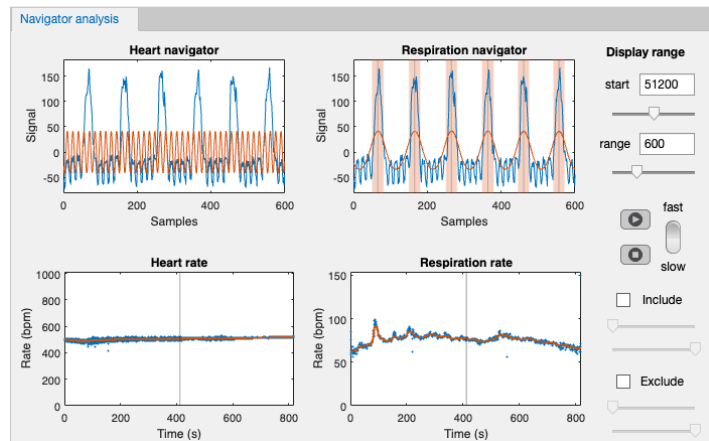 Navigator analysis
Heart navigator
Signal
150
100
50
0
-50
0
200
400
600
Samples
Respiration navigator
Signal
150
100
50
0
-50
0
200
400
600
Samples
Display range
start 51200
range 600
fast
slow
Include
Exclude
Heart rate
Rate (bpm)
1000
800
600
400
200
0
0
200
400
600
800
Time (s)
Respiration rate
Rate (bpm)
150
100
50
0
0
200
400
600
800
Time (s)